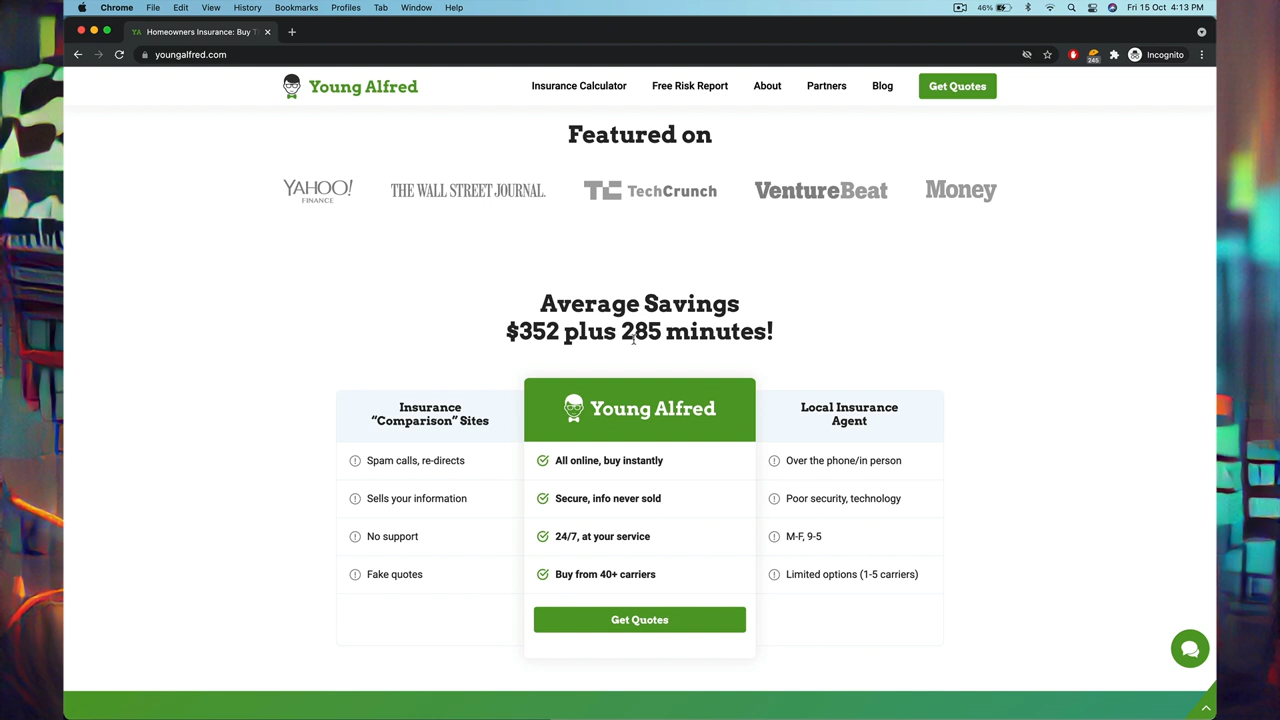 Chrome File Edit View History Bookmarks Profiles Tab Window Help 46% Fri 15 Oct 4:13 PM
YA Homeowners Insurance: Buy
youngalfred.com 245 Incognito
Young Alfred Insurance Calculator Free Risk Report About Partners Blog Get Quotes
Featured on
YAHOO! FINANCE THE WALL STREET JOURNAL. TC TechCrunch VentureBeat Money
Average Savings
$352 plus 285 minutes!
Insurance
“Comparison” Sites
Spam calls, re-directs
Sells your information
No support
Fake quotes
Young Alfred
All online, buy instantly
Secure, info never sold
24/7, at your service
Buy from 40+ carriers
Get Quotes
Local Insurance
Agent
Over the phone/in person
Poor security, technology
M-F, 9-5
Limited options (1-5 carriers)